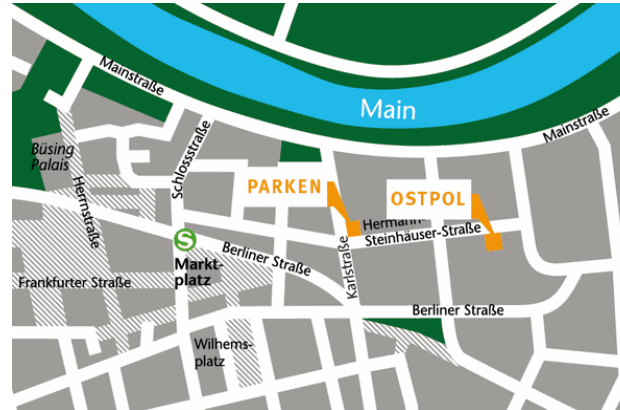 Mainstraße
Main
Mainstraße
Büsing
Palais
Schlossstraße
Herrnstraße
PARKEN
OSTPOL
Hermann-
Steinhäuser-Straße
S
Markt-
platz
Berliner Straße
Karlstraße
Frankfurter Straße
Berliner Straße
Wilhems-
platz